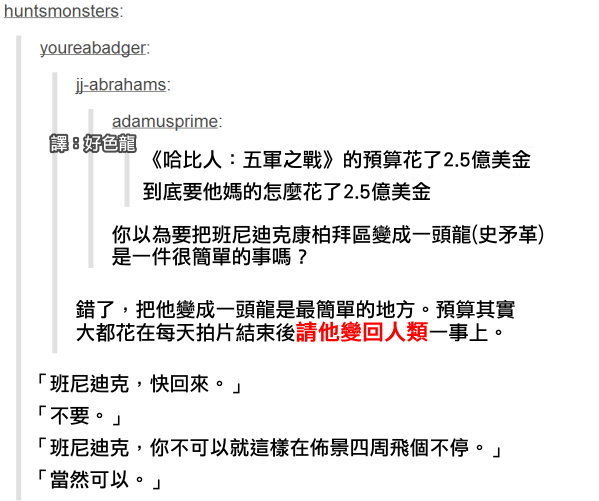 huntsmonsters:
youreabadger:
jj-abrahams:
adamusprime:
譯：好色龍
《哈比人：五軍之戰》的預算花了2.5億美金
到底要他媽的怎麼花了2.5億美金
你以為要把班尼迪克康柏拜區變成一頭龍(史矛革)
是一件很簡單的事嗎？
錯了，把他變成一頭龍是最簡單的地方。預算其實
大都花在每天拍片結束後請他變回人類一事上。
「班尼迪克，快回來。」
「不要。」
「班尼迪克，你不可以就這樣在佈景四周飛個不停。」
「當然可以。」